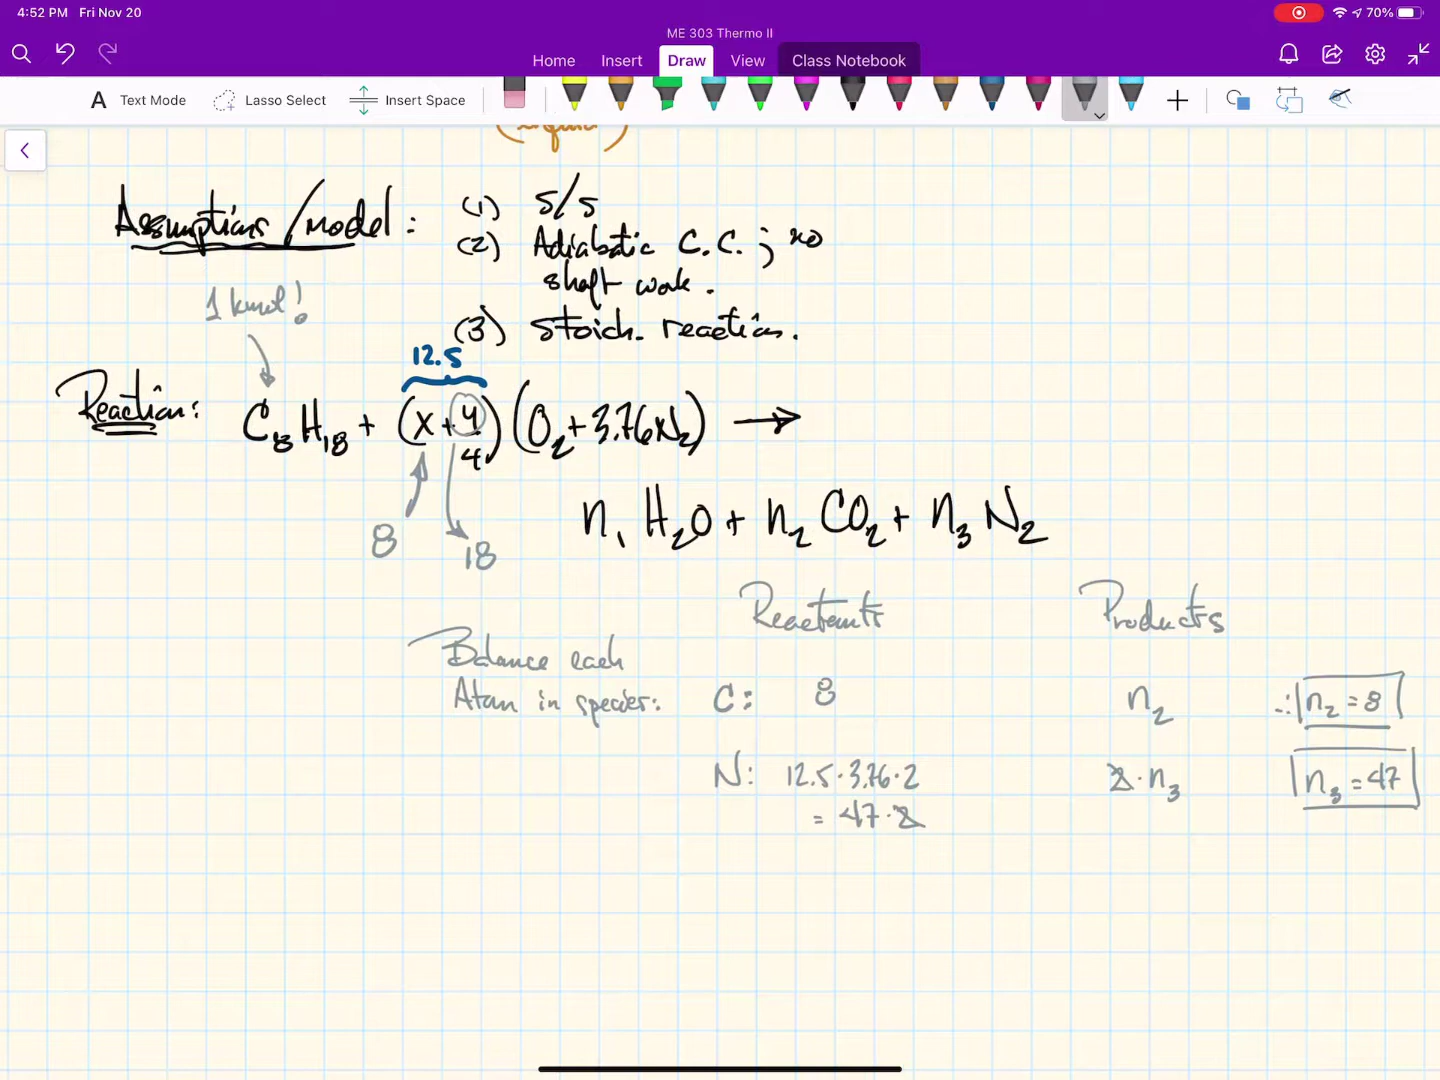 4:52 PM Fri Nov 20
70%
ME 303 Thermo II
Home Insert Draw View Class Notebook
Text Mode Lasso Select Insert Space
(liquid)
Assumptions/model: (1) S/S
(2) Adiabatic C.C.; no
shaft work.
1 kmol!
(3) Stoich. reaction.
12.5
Reaction: C8H18 + (x+y/4)(O2+3.76N2) →
8
18
n1 H2O + n2 CO2 + n3 N2
Reactants Products
Balance each
Atom in species: C: 8 n2 ∴ n2 = 8
N: 12.5·3.76·2 2·n3 n3 = 47
= 47·2